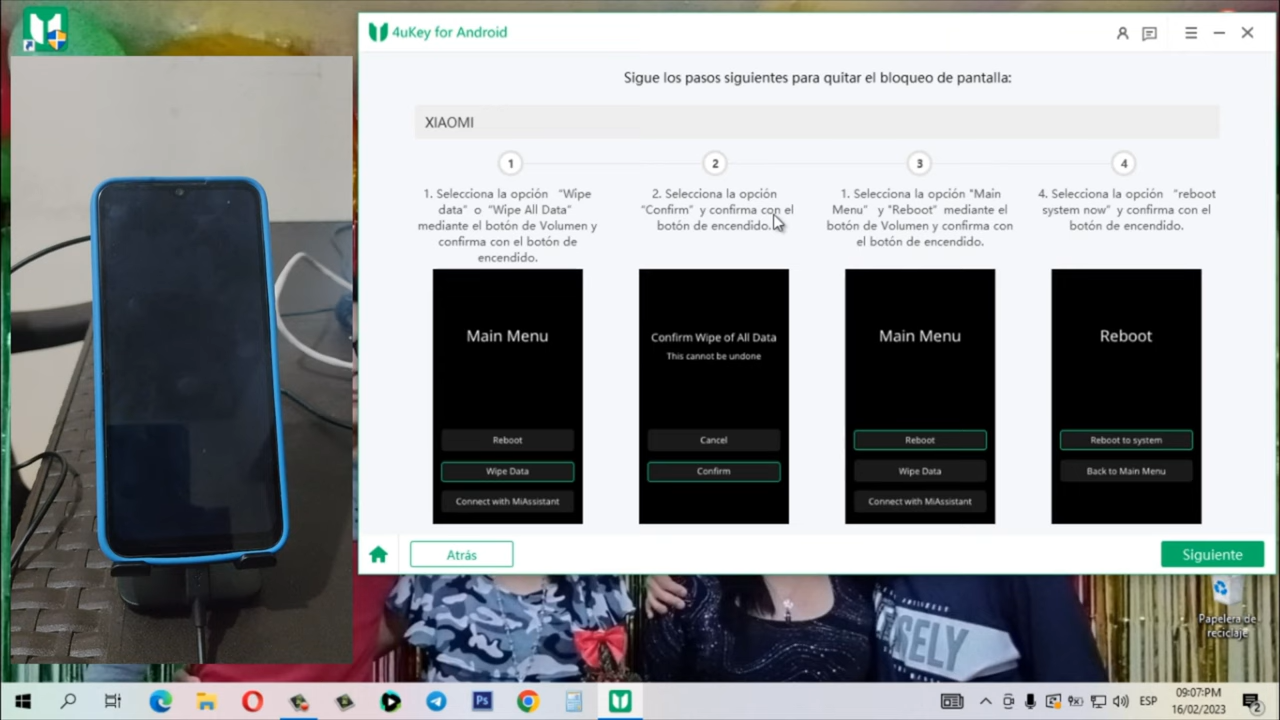 4uKey for Android
Sigue los pasos siguientes para quitar el bloqueo de pantalla:
XIAOMI
1
1. Selecciona la opción “Wipe
data” o “Wipe All Data”
mediante el botón de Volumen y
confirma con el botón de
encendido.
Main Menu
Reboot
Wipe Data
Connect with MiAssistant
2
2. Selecciona la opción
“Confirm” y confirma con el
botón de encendido.
Confirm Wipe of All Data
This cannot be undone
Cancel
Confirm
3
1. Selecciona la opción "Main
Menu” y “Reboot” mediante el
botón de Volumen y confirma con
el botón de encendido.
Main Menu
Reboot
Wipe Data
Connect with MiAssistant
4
4. Selecciona la opción “reboot
system now” y confirma con el
botón de encendido.
Reboot
Reboot to system
Back to Main Menu
Atrás
Siguiente
Papelera de
reciclaje
Ps
ESP
09:07:PM
16/02/2023
2